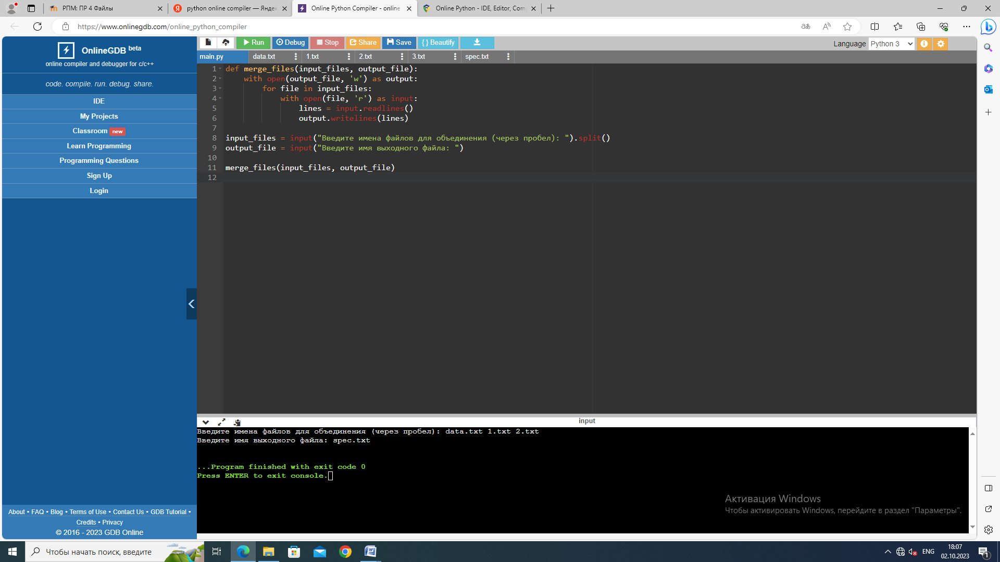 РПМ: ПР 4 Файлы
python online compiler — Яндек
Online Python Compiler - online
Online Python - IDE, Editor, Com
https://www.onlinegdb.com/online_python_compiler
OnlineGDB beta
online compiler and debugger for c/c++
code. compile. run. debug. share.
IDE
My Projects
Classroom new
Learn Programming
Programming Questions
Sign Up
Login
About • FAQ • Blog • Terms of Use • Contact Us • GDB Tutorial •
Credits • Privacy
© 2016 - 2023 GDB Online
Run Debug Stop Share Save { } Beautify
Language Python 3
main.py data.txt 1.txt 2.txt 3.txt spec.txt
1 def merge_files(input_files, output_file):
2     with open(output_file, 'w') as output:
3         for file in input_files:
4             with open(file, 'r') as input:
5                 lines = input.readlines()
6                 output.writelines(lines)
7
8 input_files = input("Введите имена файлов для объединения (через пробел): ").split()
9 output_file = input("Введите имя выходного файла: ")
10
11 merge_files(input_files, output_file)
12
input
Введите имена файлов для объединения (через пробел): data.txt 1.txt 2.txt
Введите имя выходного файла: spec.txt
...Program finished with exit code 0
Press ENTER to exit console.
Активация Windows
Чтобы активировать Windows, перейдите в раздел "Параметры".
Чтобы начать поиск, введите
ENG
18:07
02.10.2023
1